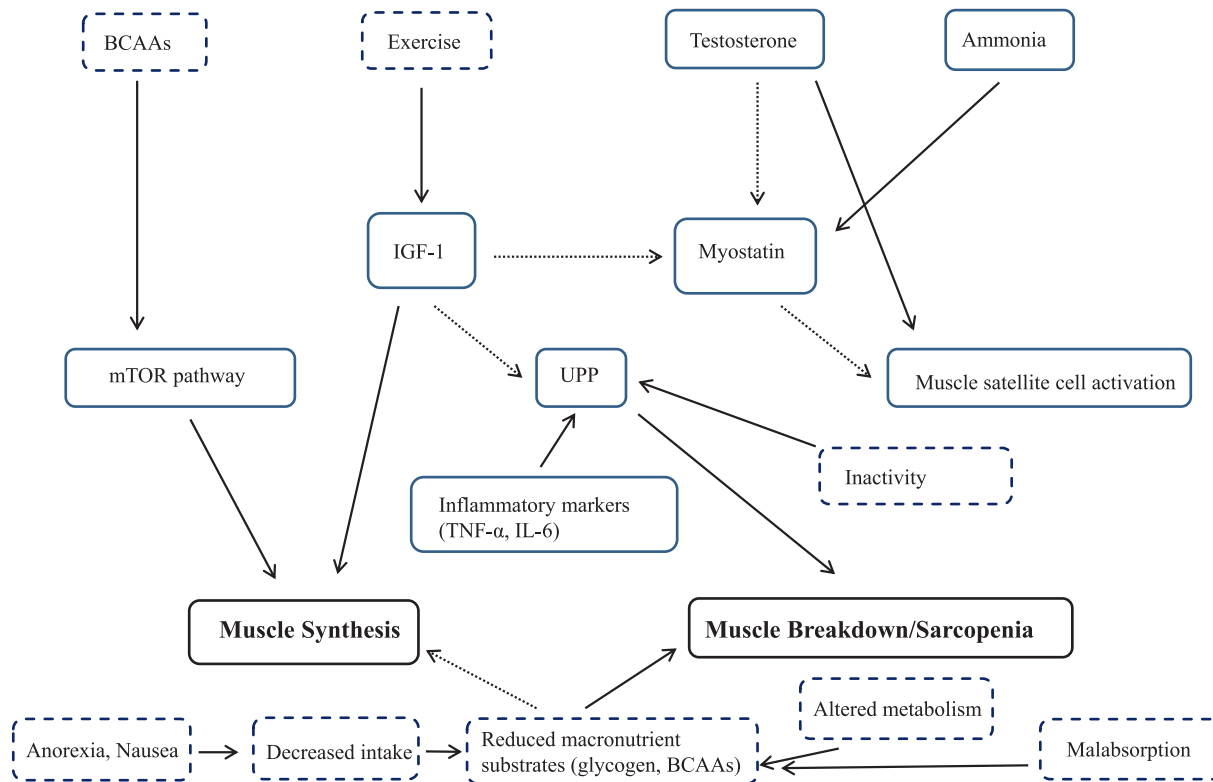 BCAAs
Exercise
Testosterone
Ammonia
IGF-1
Myostatin
mTOR pathway
UPP
Muscle satellite cell activation
Inactivity
Inflammatory markers
(TNF-α, IL-6)
Muscle Synthesis
Muscle Breakdown/Sarcopenia
Altered metabolism
Anorexia, Nausea
Decreased intake
Reduced macronutrient
substrates (glycogen, BCAAs)
Malabsorption